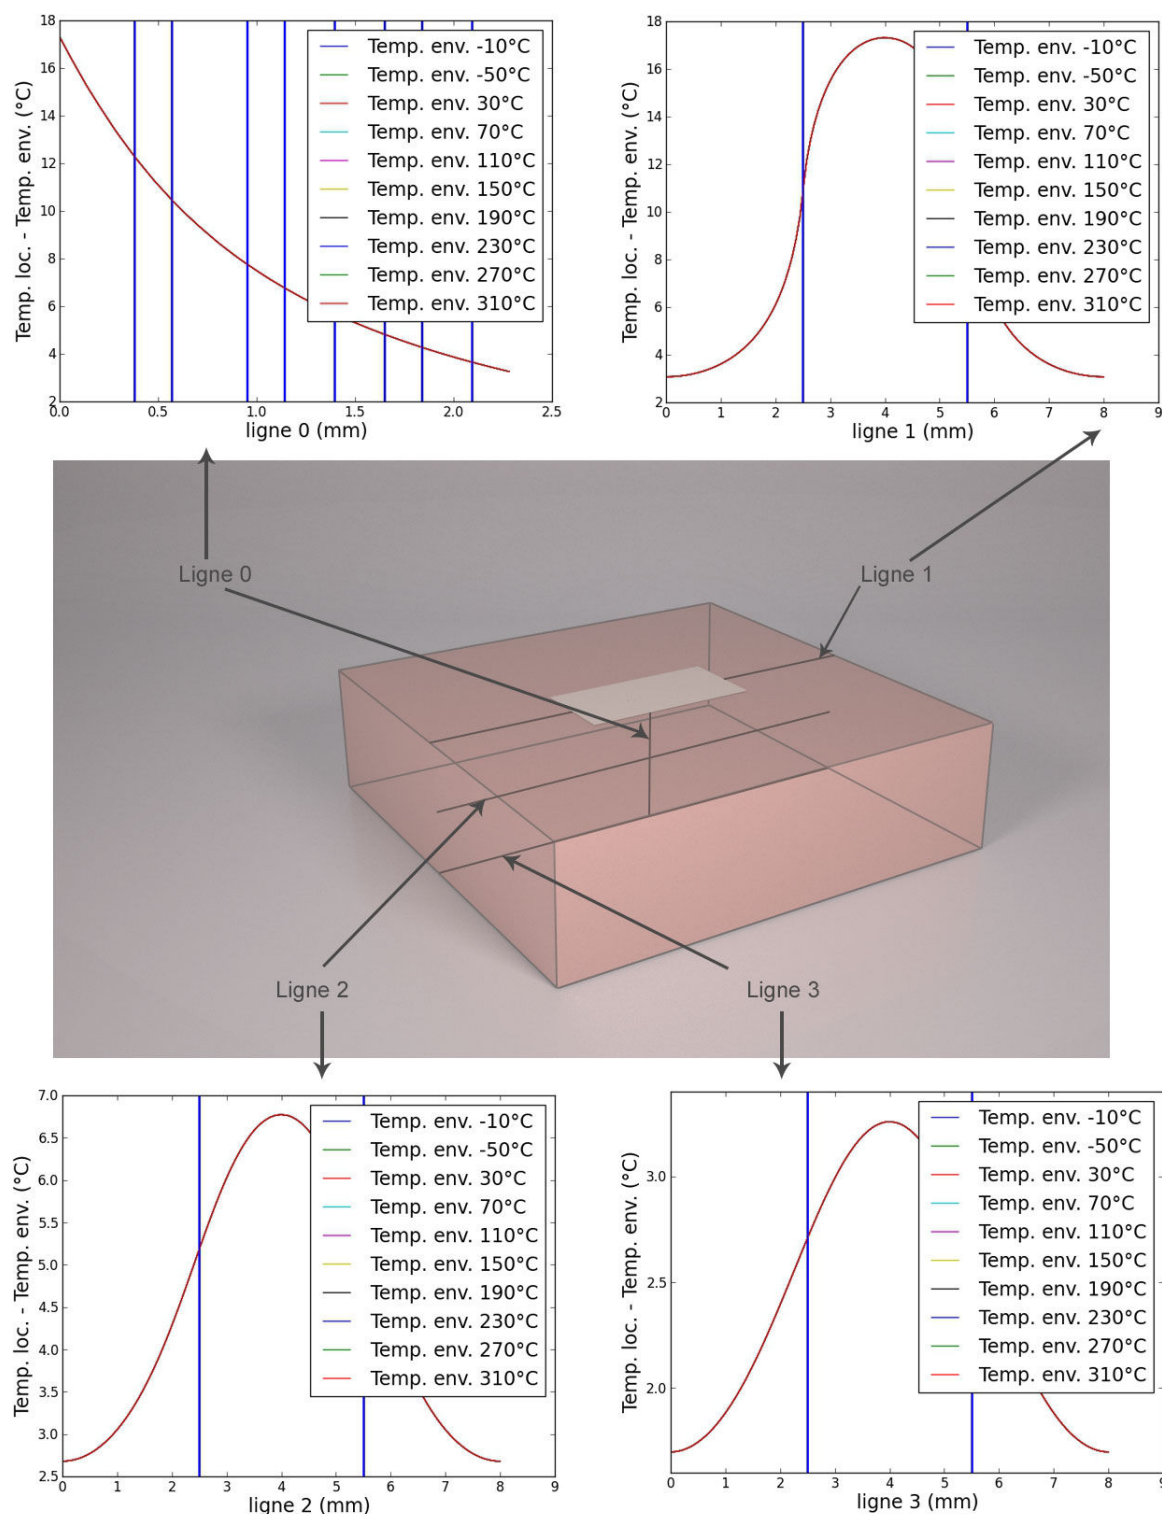 18
16
14
12
10
8
6
4
2
0.0 0.5 1.0 1.5 2.0 2.5
Temp. loc. - Temp. env. (°C)
ligne 0 (mm)
Temp. env. -10°C
Temp. env. -50°C
Temp. env. 30°C
Temp. env. 70°C
Temp. env. 110°C
Temp. env. 150°C
Temp. env. 190°C
Temp. env. 230°C
Temp. env. 270°C
Temp. env. 310°C
18
16
14
12
10
8
6
4
2
0 1 2 3 4 5 6 7 8 9
Temp. loc. - Temp. env. (°C)
ligne 1 (mm)
Temp. env. -10°C
Temp. env. -50°C
Temp. env. 30°C
Temp. env. 70°C
Temp. env. 110°C
Temp. env. 150°C
Temp. env. 190°C
Temp. env. 230°C
Temp. env. 270°C
Temp. env. 310°C
Ligne 0
Ligne 1
Ligne 2
Ligne 3
7.0
6.5
6.0
5.5
5.0
4.5
4.0
3.5
3.0
2.5
0 1 2 3 4 5 6 7 8 9
Temp. loc. - Temp. env. (°C)
ligne 2 (mm)
Temp. env. -10°C
Temp. env. -50°C
Temp. env. 30°C
Temp. env. 70°C
Temp. env. 110°C
Temp. env. 150°C
Temp. env. 190°C
Temp. env. 230°C
Temp. env. 270°C
Temp. env. 310°C
3.0
2.5
2.0
0 1 2 3 4 5 6 7 8 9
Temp. loc. - Temp. env. (°C)
ligne 3 (mm)
Temp. env. -10°C
Temp. env. -50°C
Temp. env. 30°C
Temp. env. 70°C
Temp. env. 110°C
Temp. env. 150°C
Temp. env. 190°C
Temp. env. 230°C
Temp. env. 270°C
Temp. env. 310°C